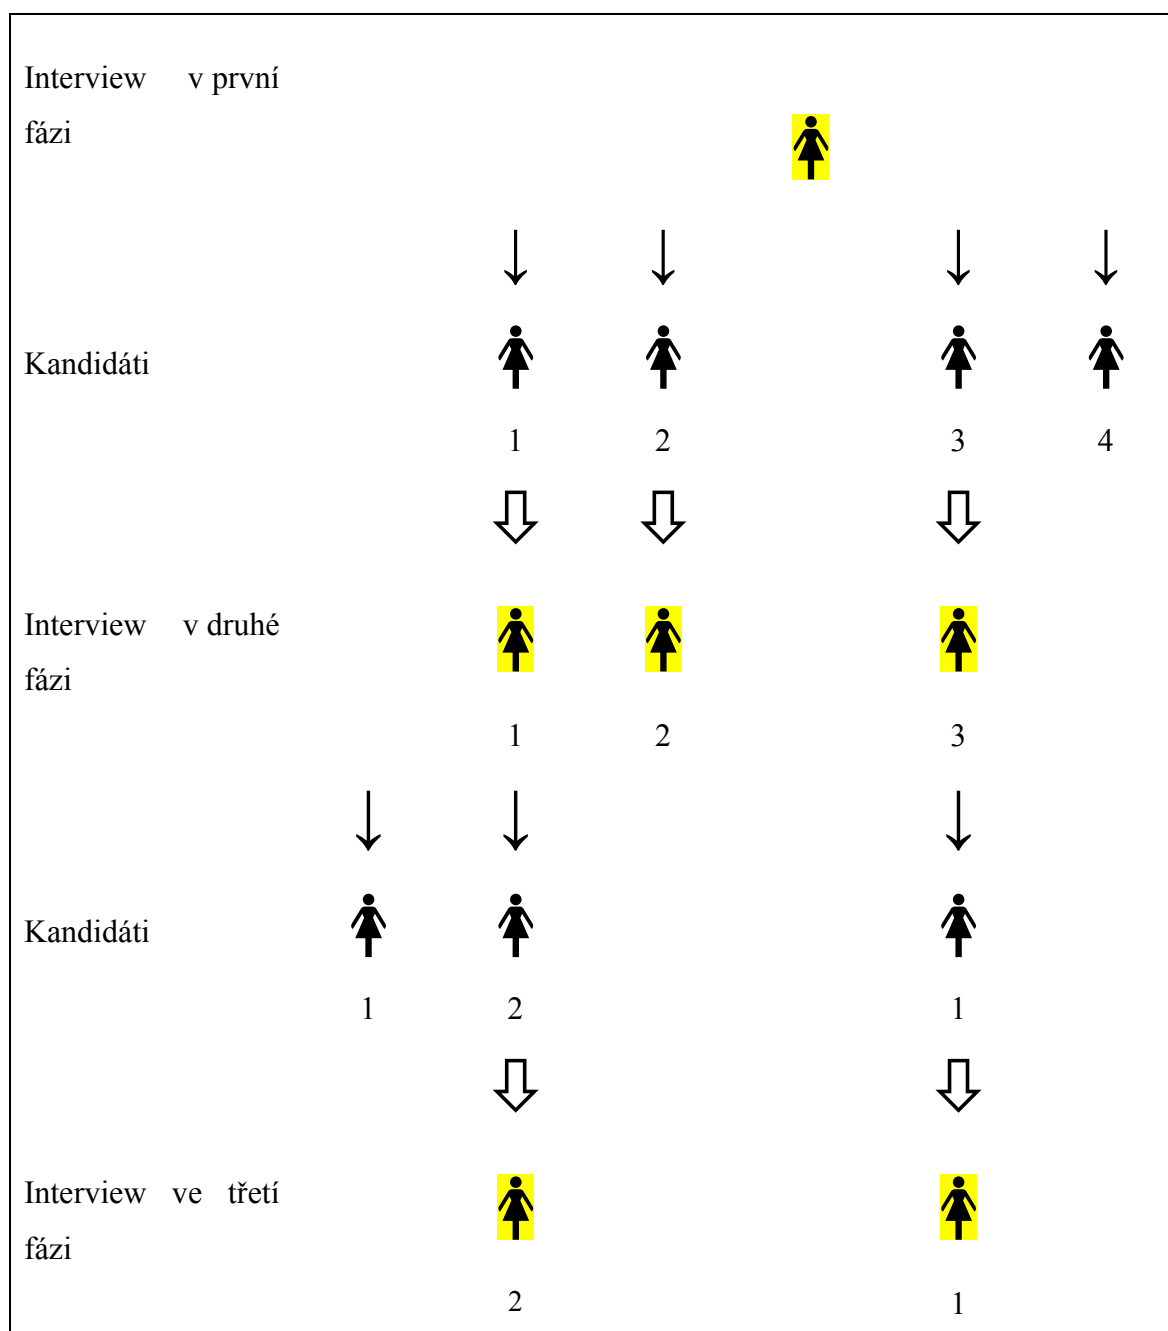 Interview v první
fázi
Kandidáti
1 2 3 4
Interview v druhé
fázi
1 2 3
Kandidáti
1 2 1
Interview ve třetí
fázi
2 1